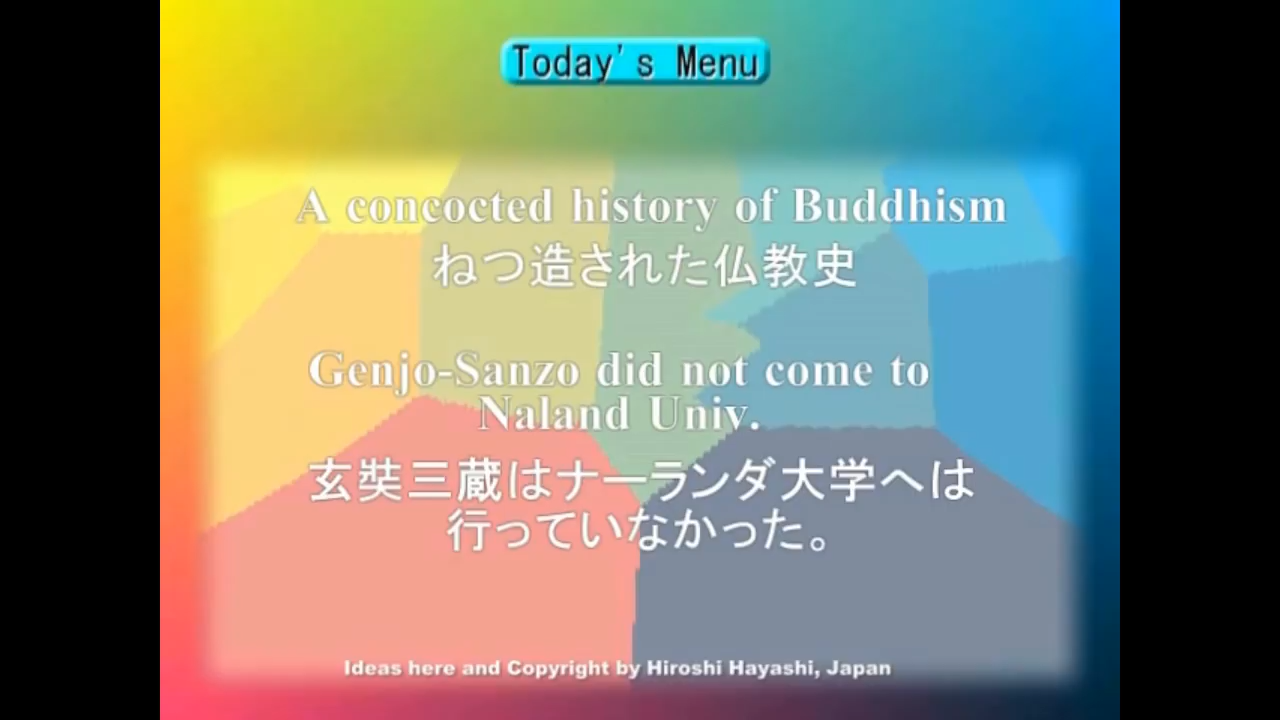 Today's Menu
A concocted history of Buddhism
ねつ造された仏教史
Genjo-Sanzo did not come to
Naland Univ.
玄奘三蔵はナーランダ大学へは
行っていなかった。
Ideas here and Copyright by Hiroshi Hayashi, Japan